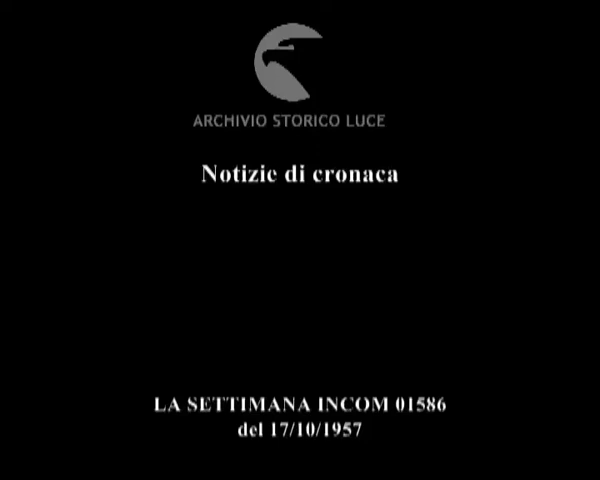 ARCHIVIO STORICO LUCE
Notizie di cronaca
LA SETTIMANA INCOM 01586
del 17/10/1957